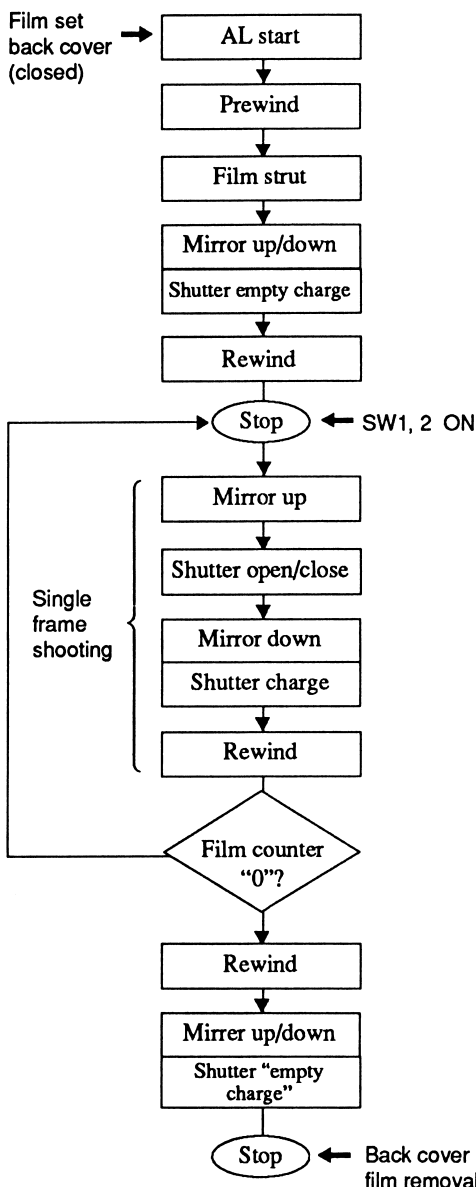 Film set
back cover
(closed)
AL start
Prewind
Film strut
Mirror up/down
Shutter empty charge
Rewind
Stop
SW1, 2 ON
Mirror up
Shutter open/close
Single
frame
shooting
Mirror down
Shutter charge
Rewind
Film counter
“0”?
Rewind
Mirrer up/down
Shutter “empty
charge”
Stop
Back cover
film removal